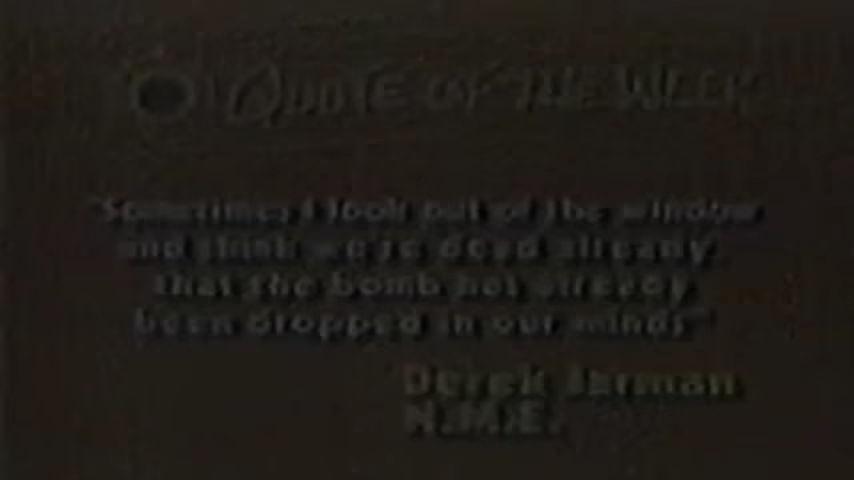 QUOTE OF THE WEEK
"Sometimes I look out of the window
and think we're dead already
that the bomb has already
been dropped in our minds"
Derek Jarman
N.M.E.